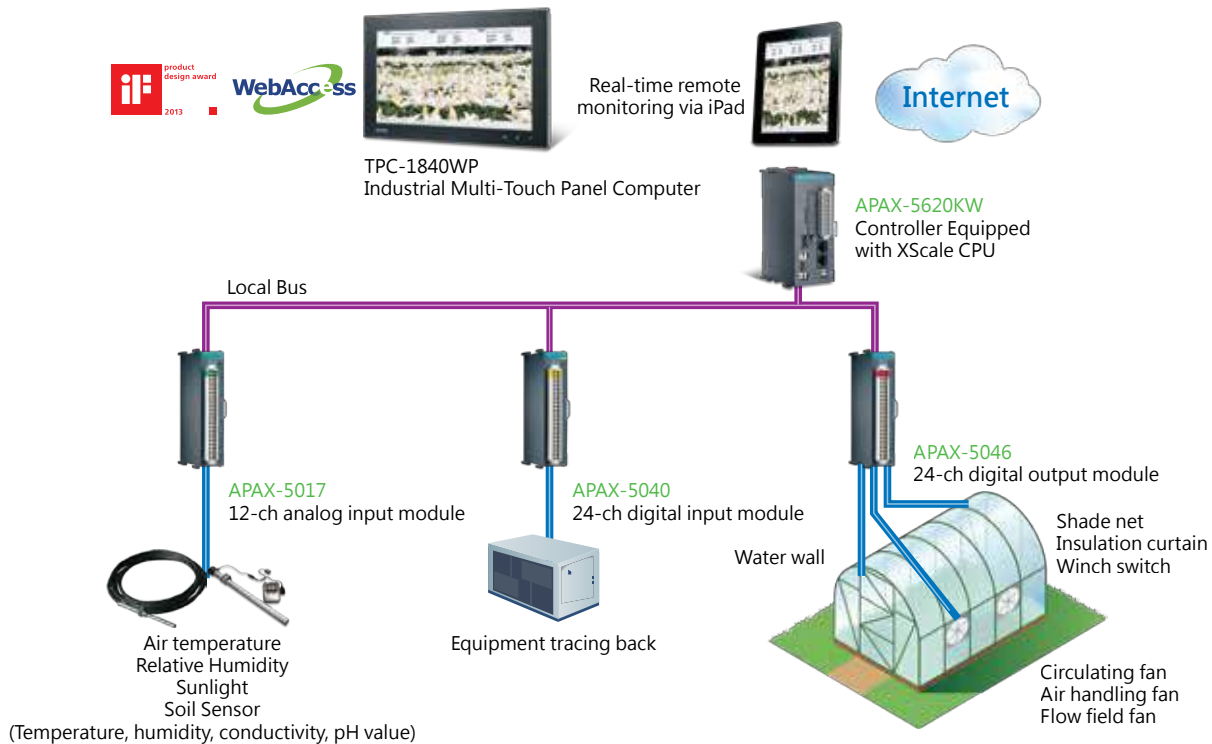 iF
product
design award
2013
WebAccess
Real-time remote
monitoring via iPad
Internet
TPC-1840WP
Industrial Multi-Touch Panel Computer
APAX-5620KW
Controller Equipped
with XScale CPU
Local Bus
APAX-5017
12-ch analog input module
APAX-5040
24-ch digital input module
APAX-5046
24-ch digital output module
Water wall
Shade net
Insulation curtain
Winch switch
Air temperature
Relative Humidity
Sunlight
Soil Sensor
(Temperature, humidity, conductivity, pH value)
Equipment tracing back
Circulating fan
Air handling fan
Flow field fan